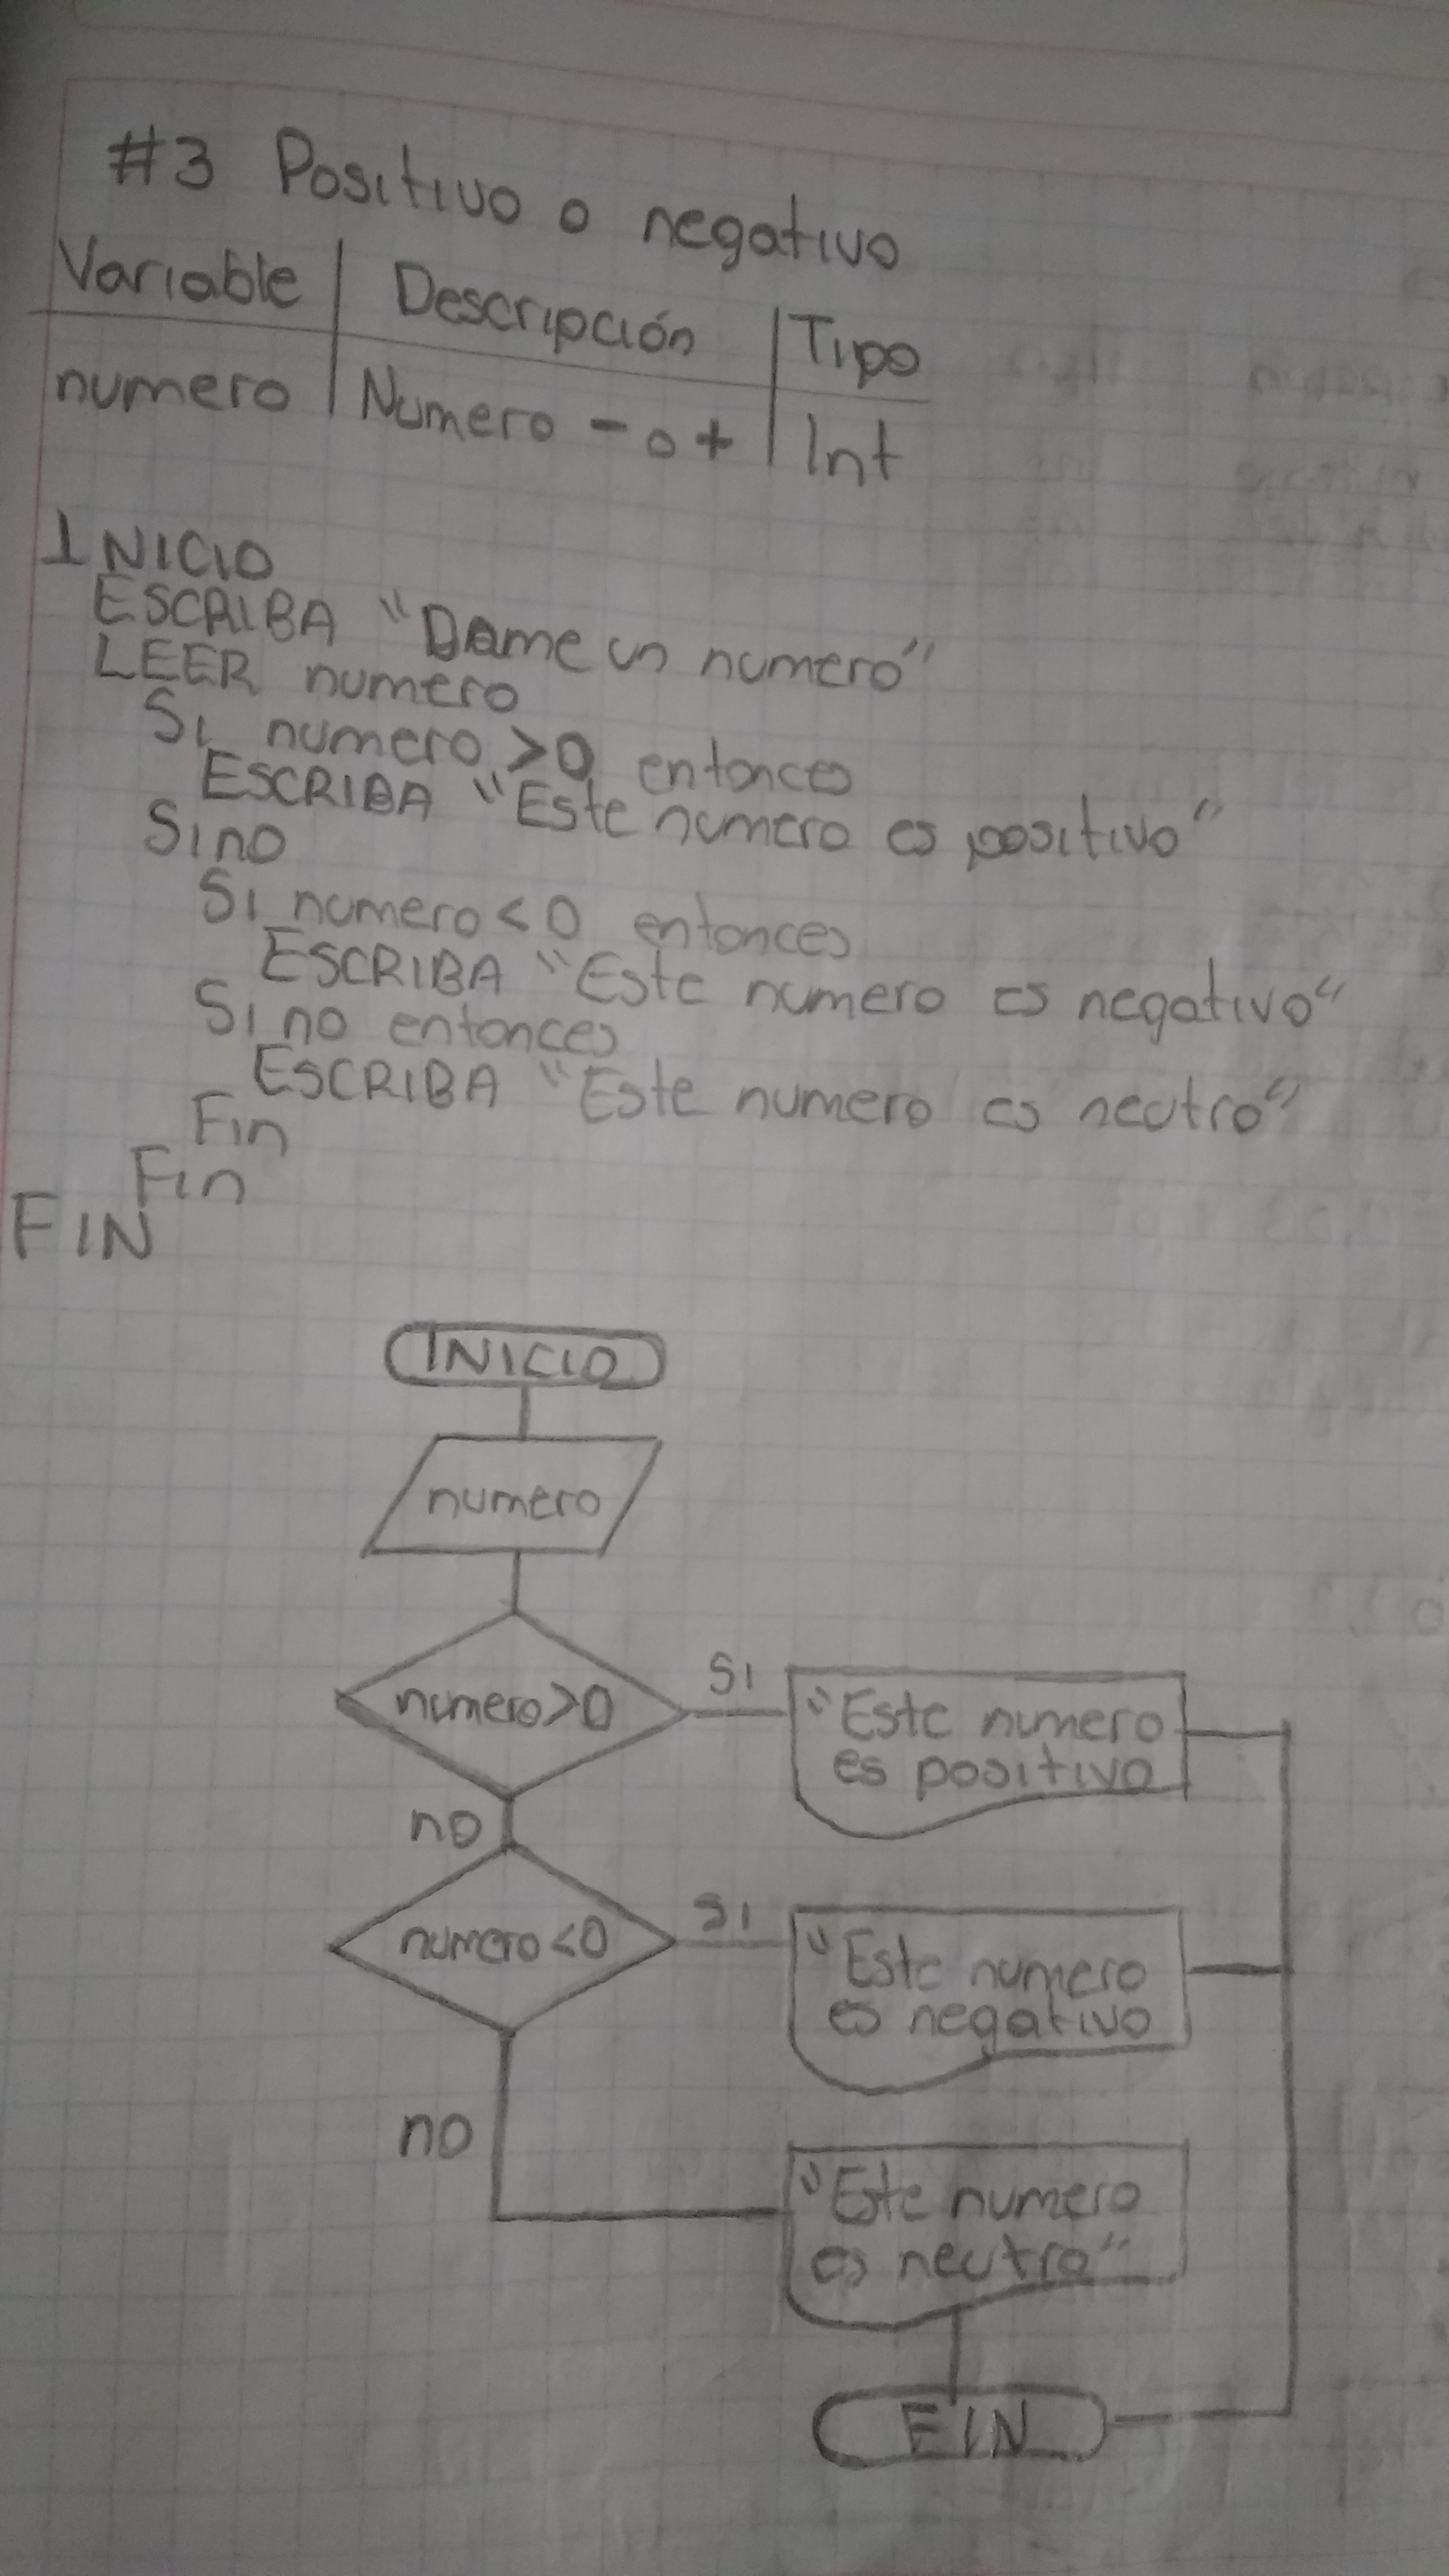 #3 Positivo o negativo
Variable Descripción Tipo
numero Numero - o + Int
INICIO
ESCRIBA "Dame un numero"
LEER numero
Si numero >0 entonces
ESCRIBA "Este numero es positivo"
Sino
Si numero <0 entonces
ESCRIBA "Este numero es negativo"
Si no entonces
ESCRIBA "Este numero es neutro"
Fin
Fin
FIN
INICIO
numero
numero>0 SI "Este numero
es positivo
no
numero<0 SI "Este numero
es negativo
no
"Este numero
es neutro"
FIN